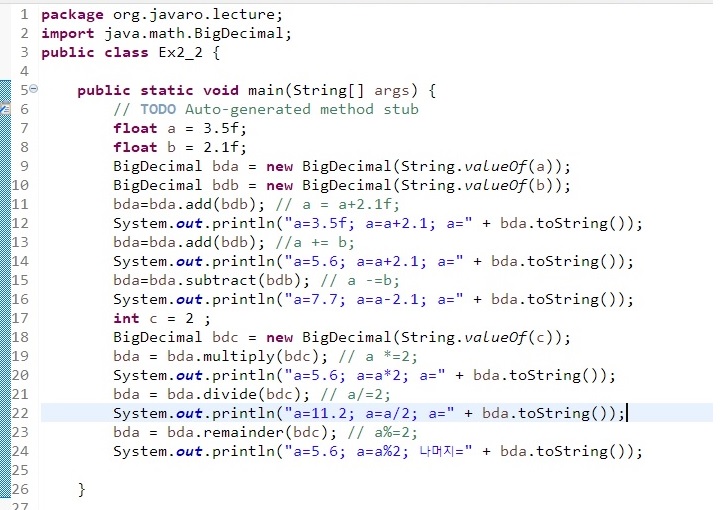 1 package org.javaro.lecture;
2 import java.math.BigDecimal;
3 public class Ex2_2 {
4
5 public static void main(String[] args) {
6 // TODO Auto-generated method stub
7 float a = 3.5f;
8 float b = 2.1f;
9 BigDecimal bda = new BigDecimal(String.valueOf(a));
10 BigDecimal bdb = new BigDecimal(String.valueOf(b));
11 bda=bda.add(bdb); // a = a+2.1f;
12 System.out.println("a=3.5f; a=a+2.1; a=" + bda.toString());
13 bda=bda.add(bdb); //a += b;
14 System.out.println("a=5.6; a=a+2.1; a=" + bda.toString());
15 bda=bda.subtract(bdb); // a -=b;
16 System.out.println("a=7.7; a=a-2.1; a=" + bda.toString());
17 int c = 2 ;
18 BigDecimal bdc = new BigDecimal(String.valueOf(c));
19 bda = bda.multiply(bdc); // a *=2;
20 System.out.println("a=5.6; a=a*2; a=" + bda.toString());
21 bda = bda.divide(bdc); // a/=2;
22 System.out.println("a=11.2; a=a/2; a=" + bda.toString());
23 bda = bda.remainder(bdc); // a%=2;
24 System.out.println("a=5.6; a=a%2; 나머지=" + bda.toString());
25
26 }
27